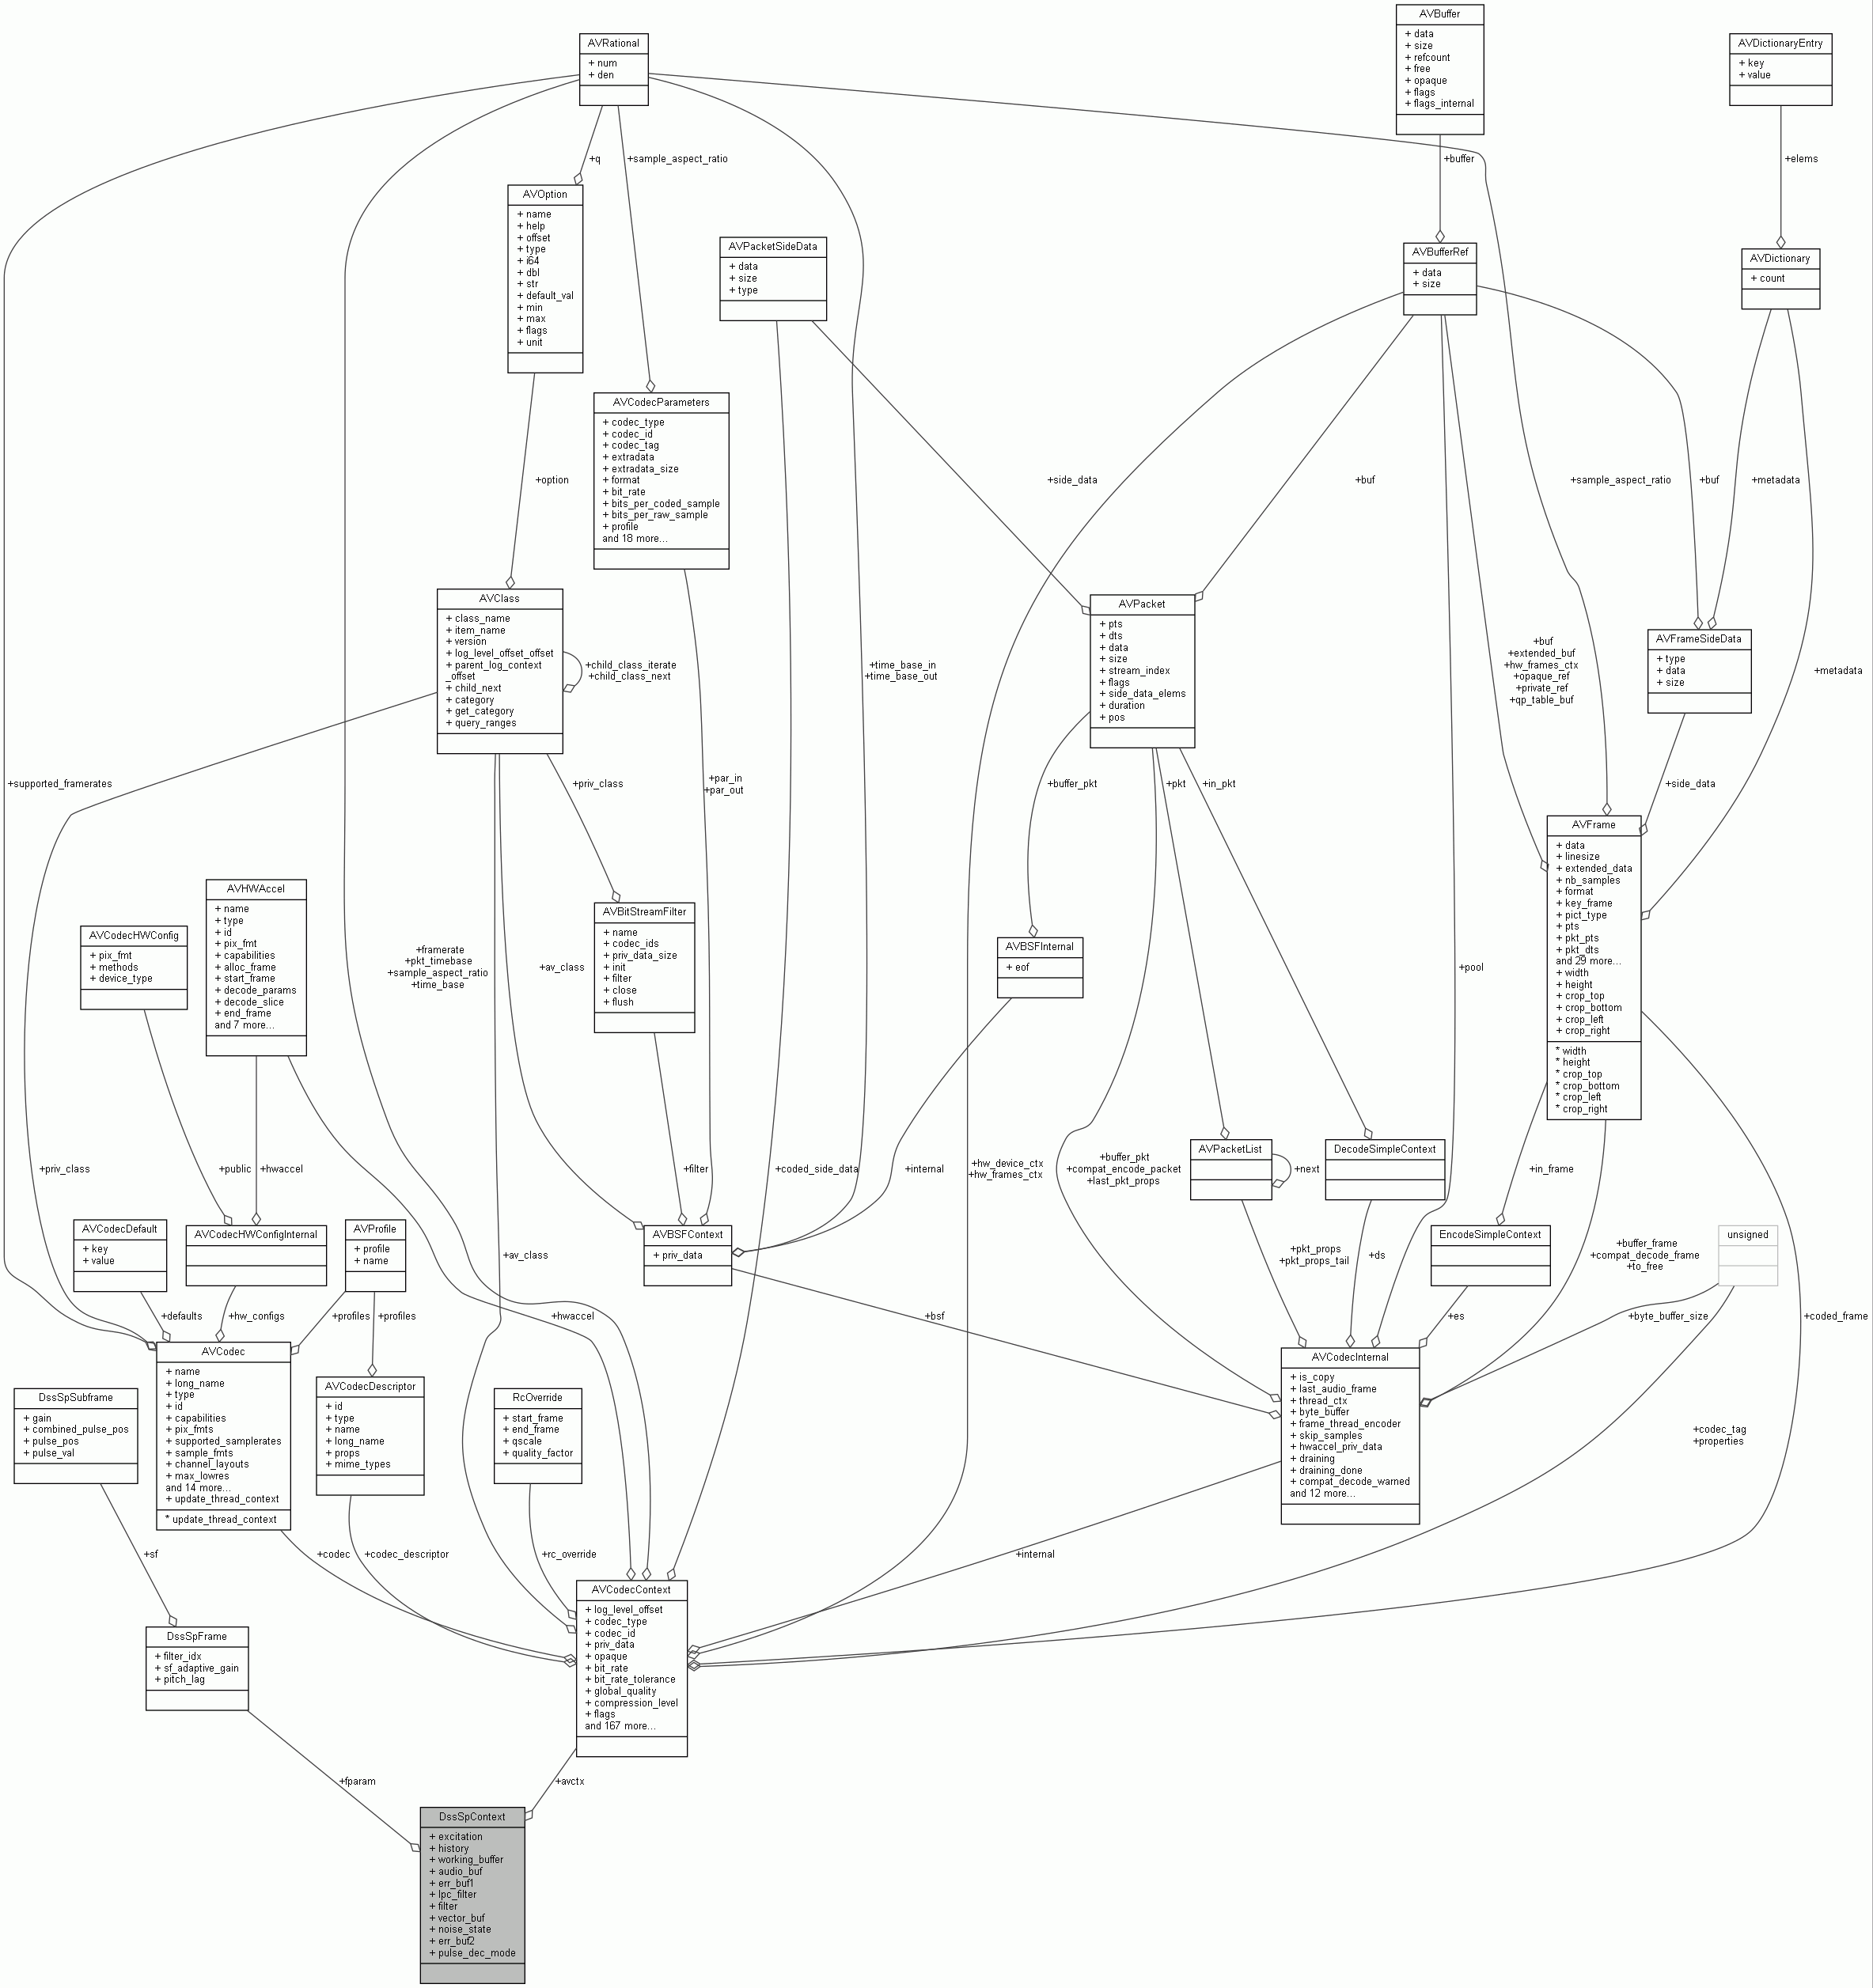 AVBuffer
+ data
+ size
+ refcount
+ free
+ opaque
+ flags
+ flags_internal
AVRational
+ num
+ den
AVDictionaryEntry
+ key
+ value
+q
+sample_aspect_ratio
+buffer
+elems
AVOption
+ name
+ help
+ offset
+ type
+ i64
+ dbl
+ str
+ default_val
+ min
+ max
+ flags
+ unit
AVPacketSideData
+ data
+ size
+ type
AVBufferRef
+ data
+ size
AVDictionary
+ count
AVCodecParameters
+ codec_type
+ codec_id
+ codec_tag
+ extradata
+ extradata_size
+ format
+ bit_rate
+ bits_per_coded_sample
+ bits_per_raw_sample
+ profile
and 18 more...
+option
+side_data
+buf
+sample_aspect_ratio
+buf
+metadata
AVClass
+ class_name
+ item_name
+ version
+ log_level_offset_offset
+ parent_log_context
_offset
+ child_next
+ category
+ get_category
+ query_ranges
+child_class_iterate
+child_class_next
+time_base_in
+time_base_out
AVPacket
+ pts
+ dts
+ data
+ size
+ stream_index
+ flags
+ side_data_elems
+ duration
+ pos
+buf
+extended_buf
+hw_frames_ctx
+opaque_ref
+private_ref
+qp_table_buf
AVFrameSideData
+ type
+ data
+ size
+metadata
+supported_framerates
+priv_class
+par_in
+par_out
+buffer_pkt
+pkt
+in_pkt
+side_data
AVFrame
+ data
+ linesize
+ extended_data
+ nb_samples
+ format
+ key_frame
+ pict_type
+ pts
+ pkt_pts
+ pkt_dts
and 29 more...
+ width
+ height
+ crop_top
+ crop_bottom
+ crop_left
+ crop_right
* width
* height
* crop_top
* crop_bottom
* crop_left
* crop_right
AVCodecHWConfig
+ pix_fmt
+ methods
+ device_type
AVHWAccel
+ name
+ type
+ id
+ pix_fmt
+ capabilities
+ alloc_frame
+ start_frame
+ decode_params
+ decode_slice
+ end_frame
and 7 more...
+framerate
+pkt_timebase
+sample_aspect_ratio
+time_base
+av_class
AVBitStreamFilter
+ name
+ codec_ids
+ priv_data_size
+ init
+ filter
+ close
+ flush
AVBSFInternal
+ eof
+pool
+priv_class
+public
+hwaccel
+filter
+coded_side_data
+internal
+hw_device_ctx
+hw_frames_ctx
+buffer_pkt
+compat_encode_packet
+last_pkt_props
AVPacketList
+next
DecodeSimpleContext
+in_frame
AVCodecDefault
+ key
+ value
AVCodecHWConfigInternal
AVProfile
+ profile
+ name
+av_class
AVBSFContext
+ priv_data
+pkt_props
+pkt_props_tail
+ds
EncodeSimpleContext
+buffer_frame
+compat_decode_frame
+to_free
unsigned
+defaults
+hw_configs
+profiles
+profiles
+hwaccel
+bsf
+es
+byte_buffer_size
+coded_frame
AVCodec
+ name
+ long_name
+ type
+ id
+ capabilities
+ pix_fmts
+ supported_samplerates
+ sample_fmts
+ channel_layouts
+ max_lowres
and 14 more...
+ update_thread_context
* update_thread_context
DssSpSubframe
+ gain
+ combined_pulse_pos
+ pulse_pos
+ pulse_val
AVCodecDescriptor
+ id
+ type
+ name
+ long_name
+ props
+ mime_types
RcOverride
+ start_frame
+ end_frame
+ qscale
+ quality_factor
AVCodecInternal
+ is_copy
+ last_audio_frame
+ thread_ctx
+ byte_buffer
+ frame_thread_encoder
+ skip_samples
+ hwaccel_priv_data
+ draining
+ draining_done
+ compat_decode_warned
and 12 more...
+codec_tag
+properties
+sf
+codec
+codec_descriptor
+rc_override
+internal
DssSpFrame
+ filter_idx
+ sf_adaptive_gain
+ pitch_lag
AVCodecContext
+ log_level_offset
+ codec_type
+ codec_id
+ priv_data
+ opaque
+ bit_rate
+ bit_rate_tolerance
+ global_quality
+ compression_level
+ flags
and 167 more...
+fparam
+avctx
DssSpContext
+ excitation
+ history
+ working_buffer
+ audio_buf
+ err_buf1
+ lpc_filter
+ filter
+ vector_buf
+ noise_state
+ err_buf2
+ pulse_dec_mode